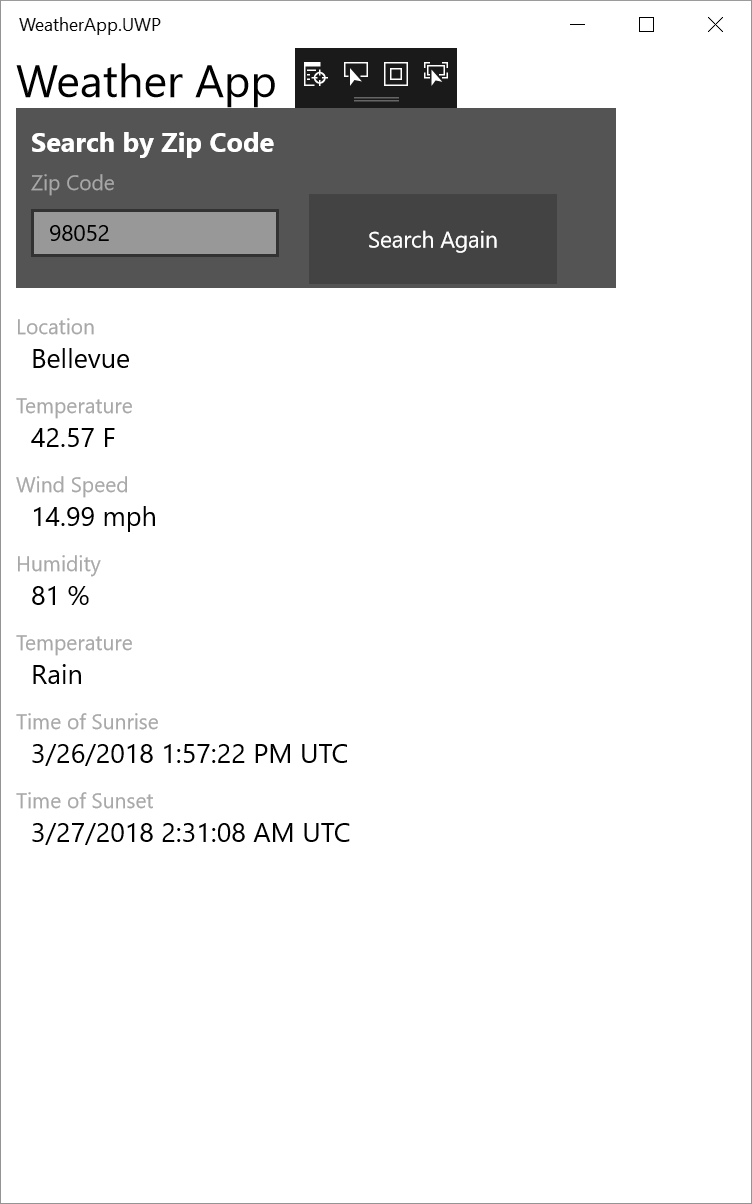 WeatherApp.UWP
Weather App
Search by Zip Code
Zip Code
98052
Search Again
Location
Bellevue
Temperature
42.57 F
Wind Speed
14.99 mph
Humidity
81 %
Temperature
Rain
Time of Sunrise
3/26/2018 1:57:22 PM UTC
Time of Sunset
3/27/2018 2:31:08 AM UTC